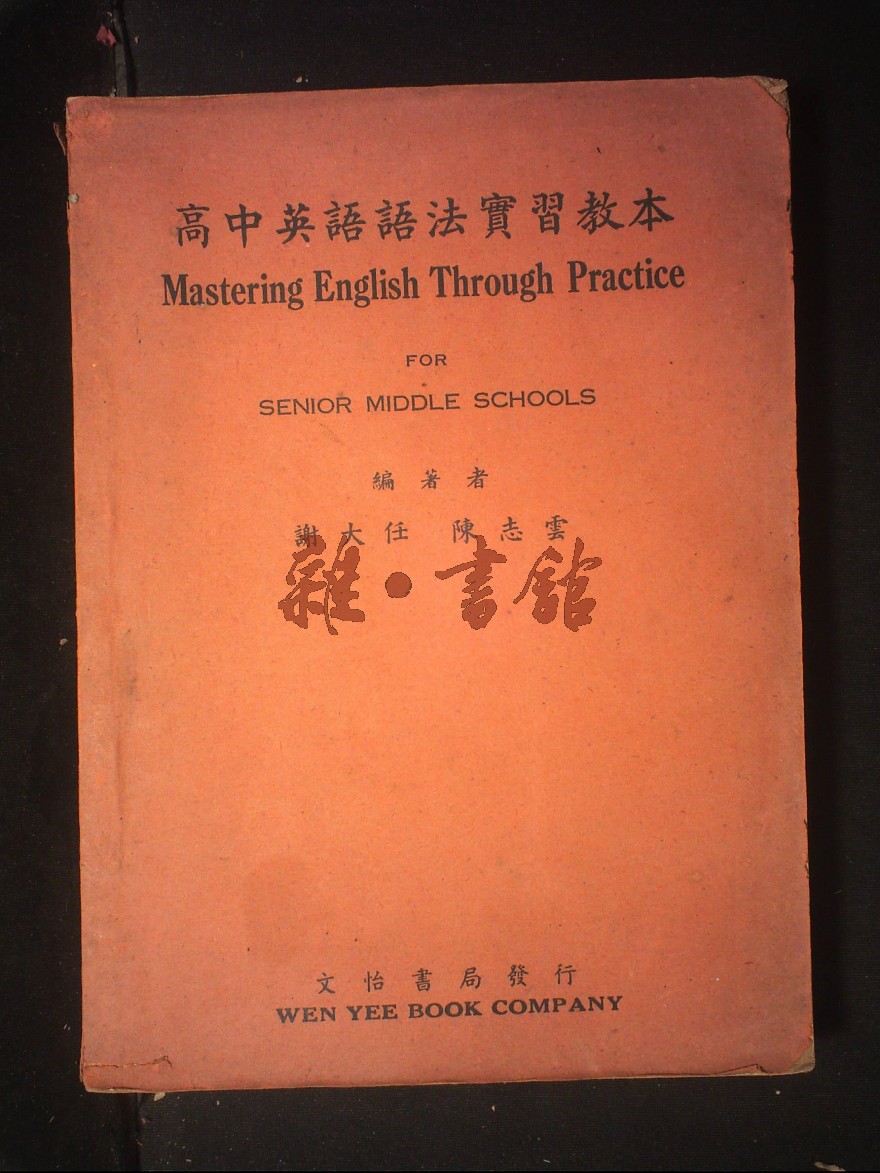 高中英語語法實習教本
Mastering English Through Practice
FOR
SENIOR MIDDLE SCHOOLS
編著者
謝大任 陳志雲
雜·書館
文怡書局發行
WEN YEE BOOK COMPANY